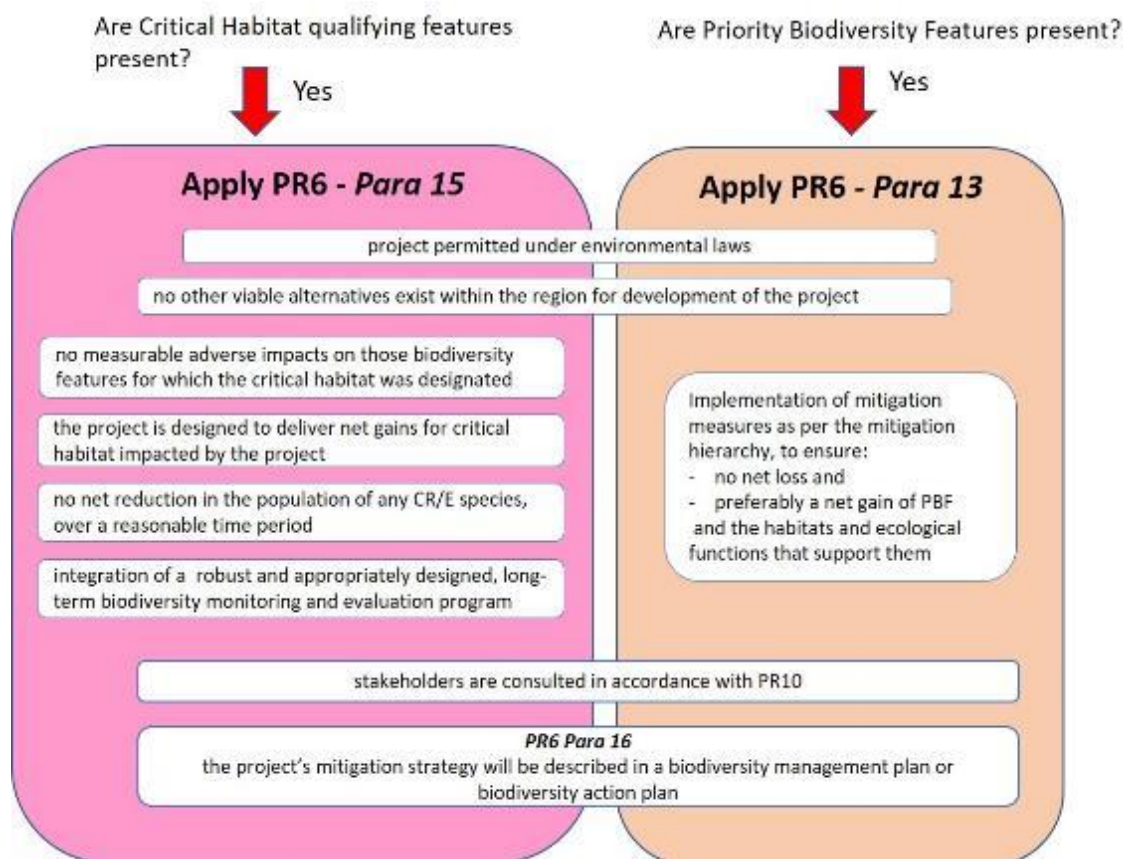 Are Critical Habitat qualifying features
present?
Yes
Are Priority Biodiversity Features present?
Yes
Apply PR6 - Para 15
Apply PR6 - Para 13
project permitted under environmental laws
no other viable alternatives exist within the region for development of the project
no measurable adverse impacts on those biodiversity
features for which the critical habitat was designated
the project is designed to deliver net gains for critical
habitat impacted by the project
no net reduction in the population of any CR/E species,
over a reasonable time period
integration of a robust and appropriately designed, long-
term biodiversity monitoring and evaluation program
Implementation of mitigation
measures as per the mitigation
hierarchy, to ensure:
- no net loss and
- preferably a net gain of PBF
and the habitats and ecological
functions that support them
stakeholders are consulted in accordance with PR10
PR6 Para 16
the project's mitigation strategy will be described in a biodiversity management plan or
biodiversity action plan